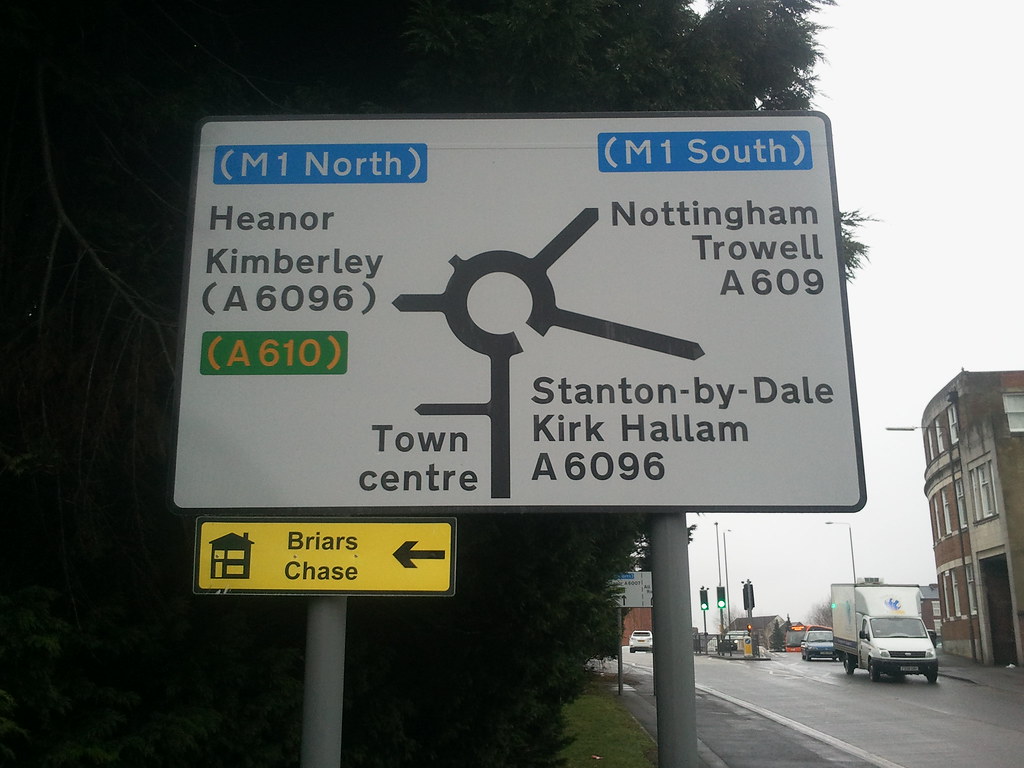 (M1 North)
Heanor
Kimberley
(A6096)
(A610)
Town
centre
(M1 South)
Nottingham
Trowell
A609
Stanton-by-Dale
Kirk Hallam
A6096
Briars
Chase